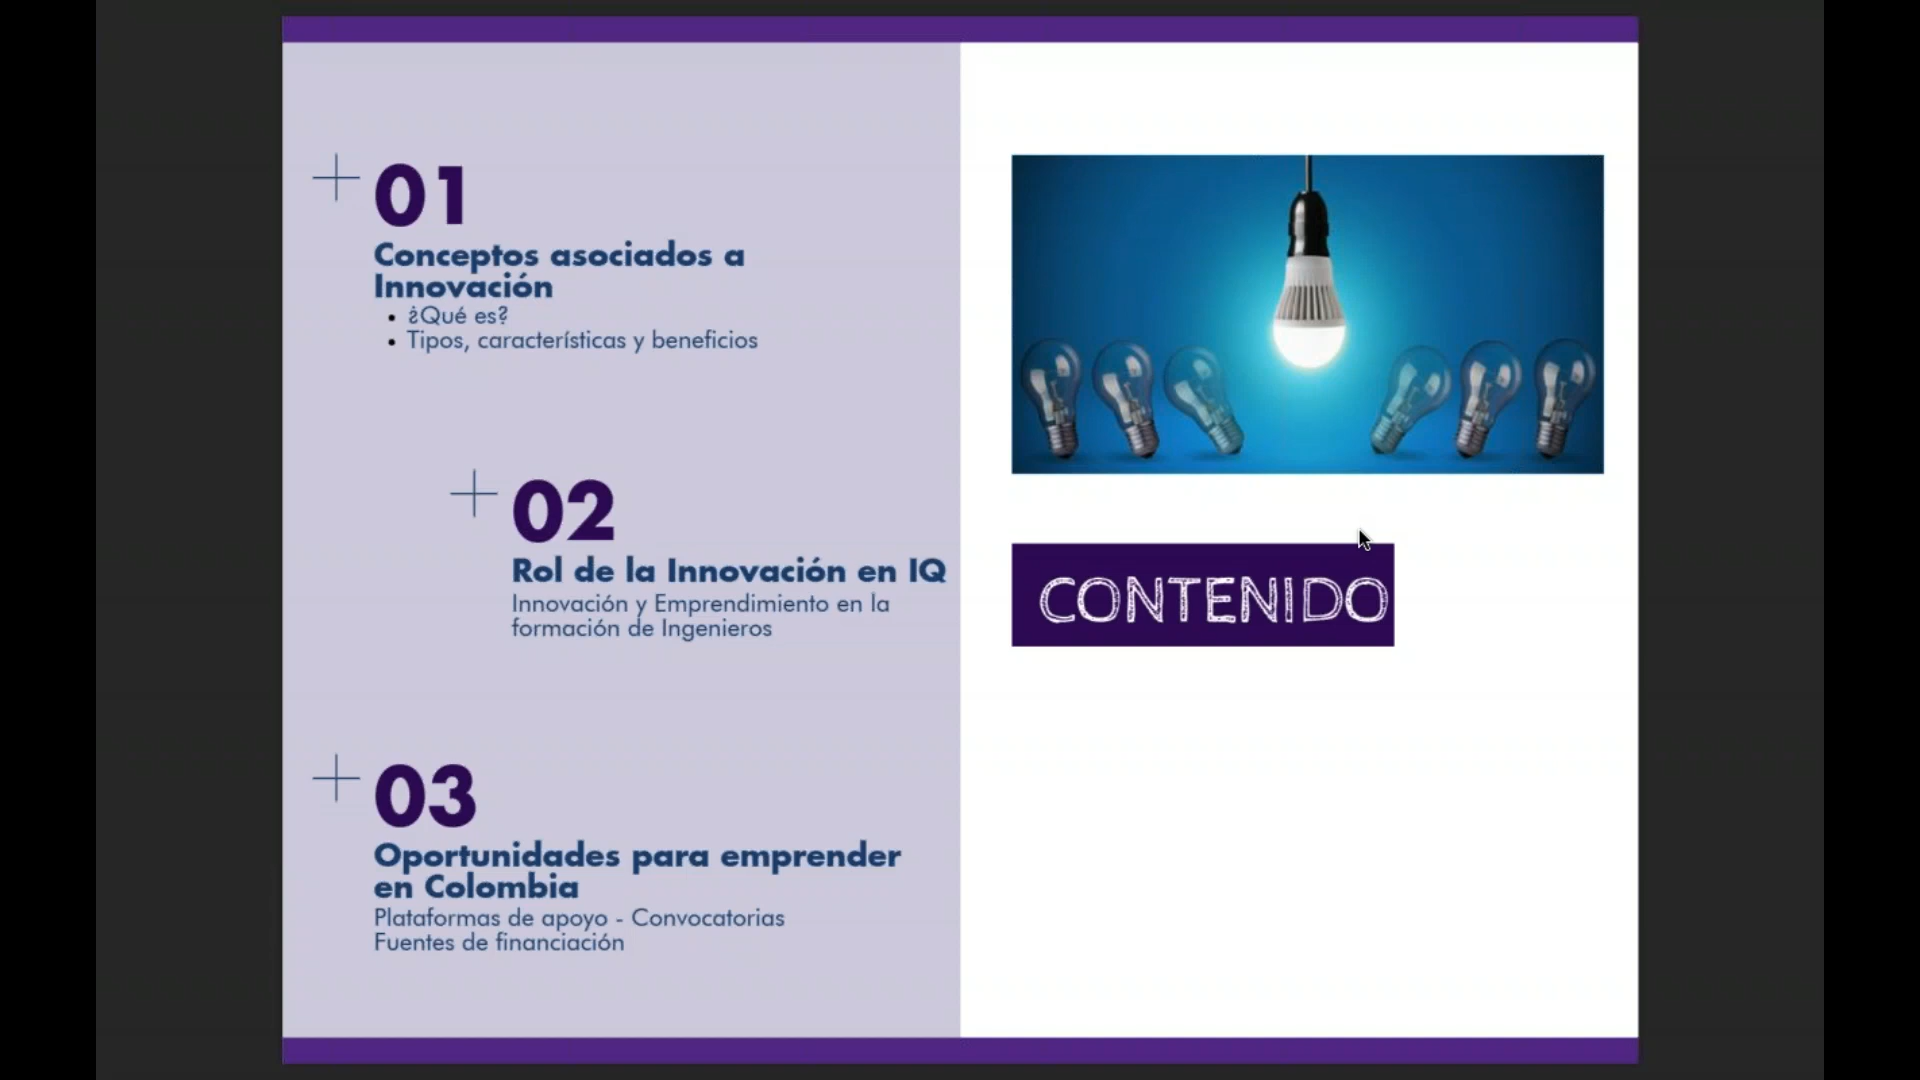 01
Conceptos asociados a
Innovación
• ¿Qué es?
• Tipos, características y beneficios
02
Rol de la Innovación en IQ
Innovación y Emprendimiento en la
formación de Ingenieros
03
Oportunidades para emprender
en Colombia
Plataformas de apoyo - Convocatorias
Fuentes de financiación
CONTENIDO